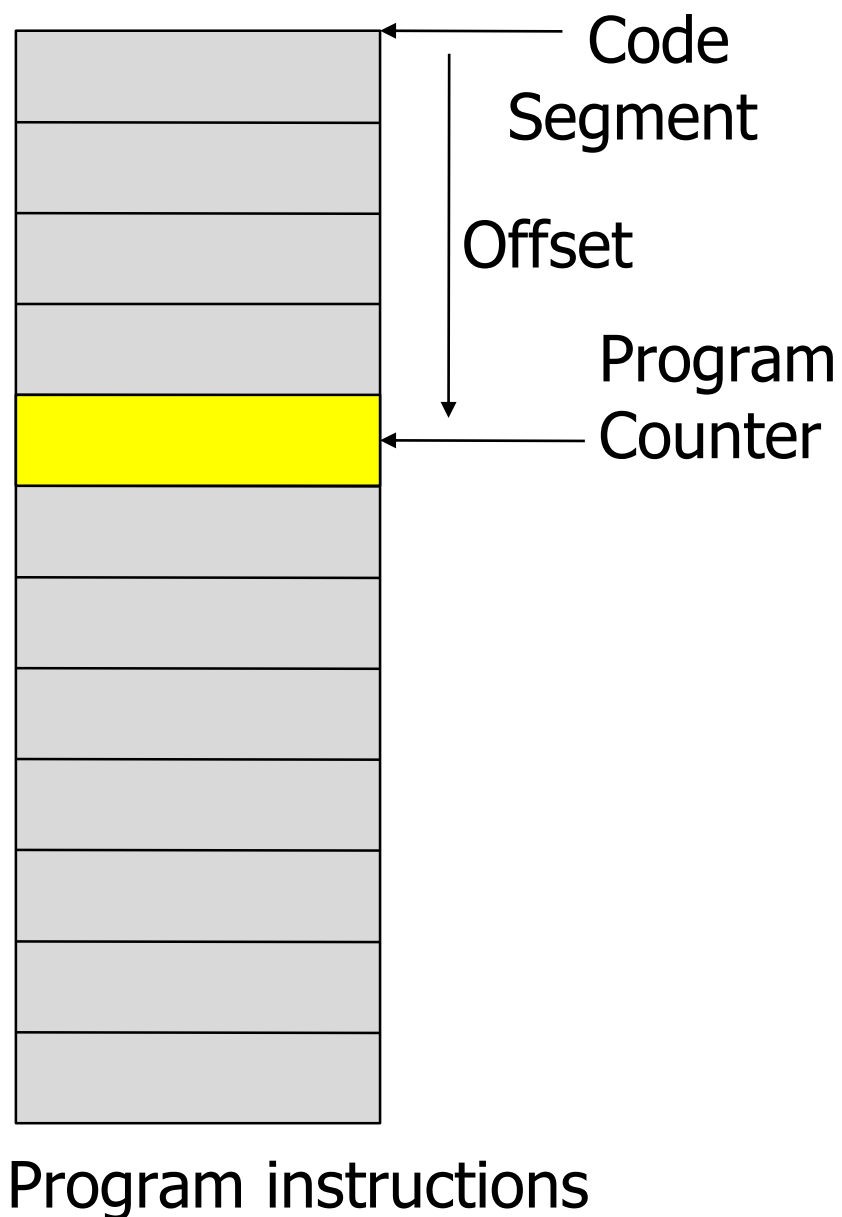 Code
Segment
Offset
Program
Counter
Program instructions